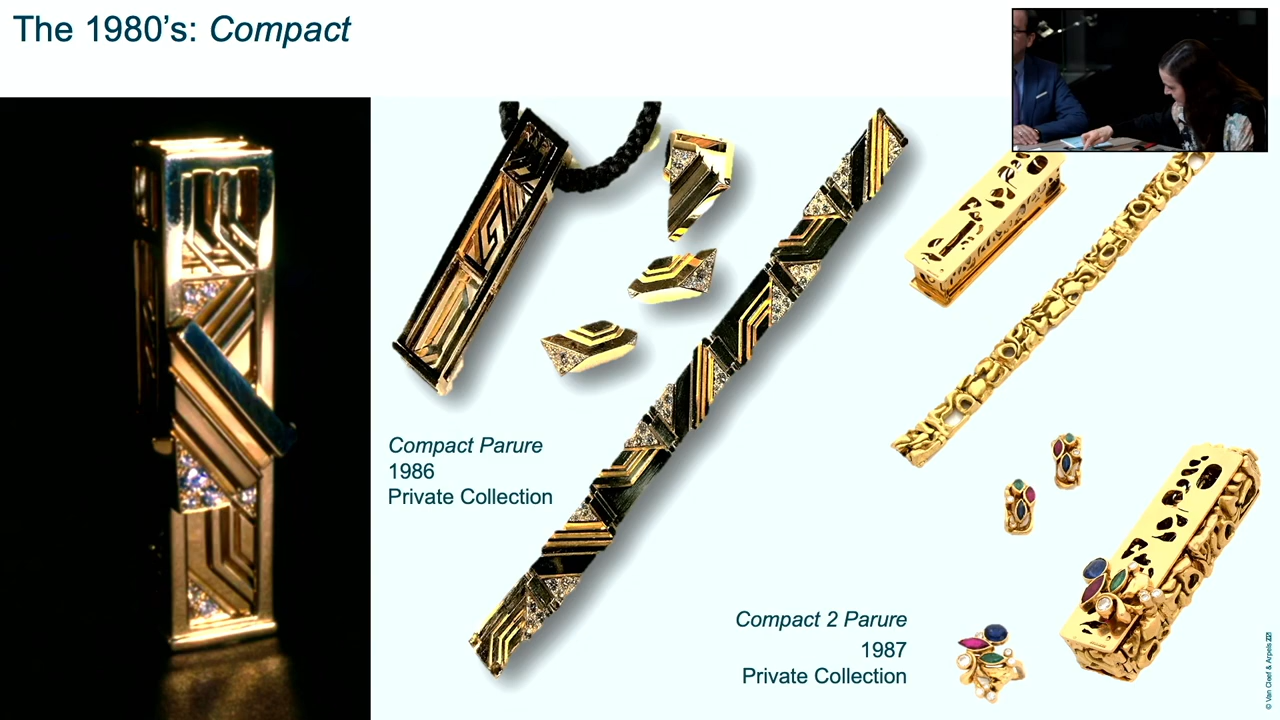 The 1980's: Compact
Compact Parure
1986
Private Collection
Compact 2 Parure
1987
Private Collection
© Van Cleef & Arpels